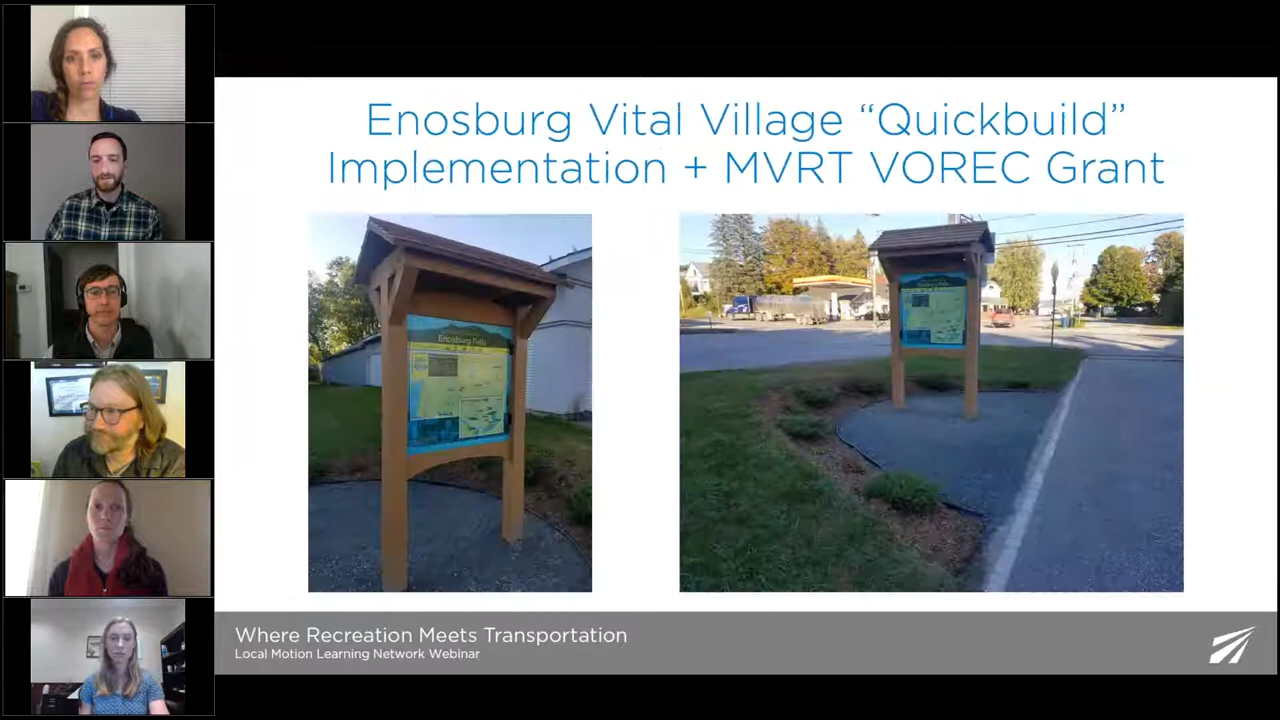 Enosburg Vital Village “Quickbuild”
Implementation + MVRT VOREC Grant
Enosburg Falls
Where Recreation Meets Transportation
Local Motion Learning Network Webinar